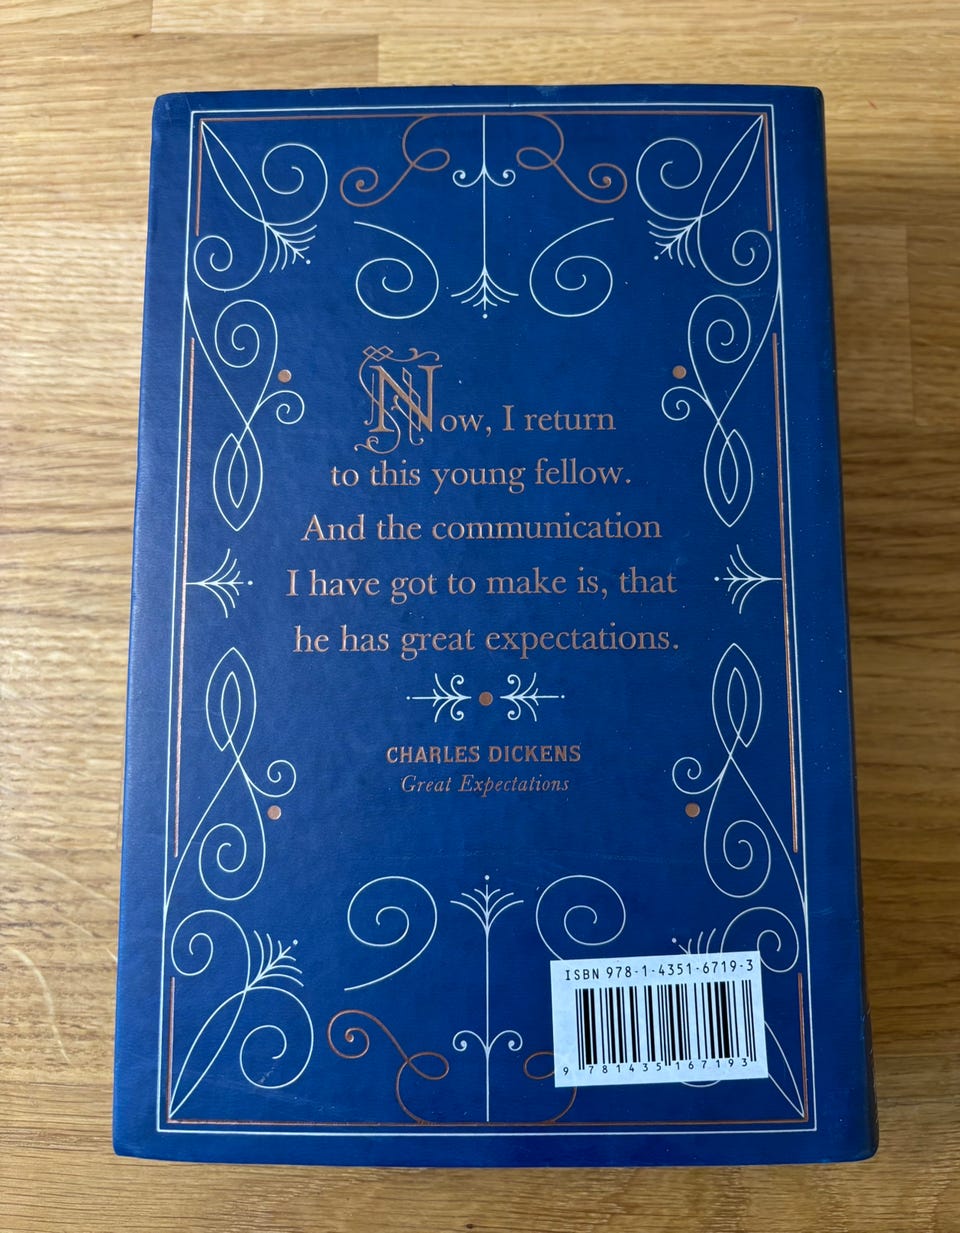 Now, I return
to this young fellow.
And the communication
I have got to make is, that
he has great expectations.
CHARLES DICKENS
Great Expectations
ISBN 978-1-4351-6719-3
9 781435 167193